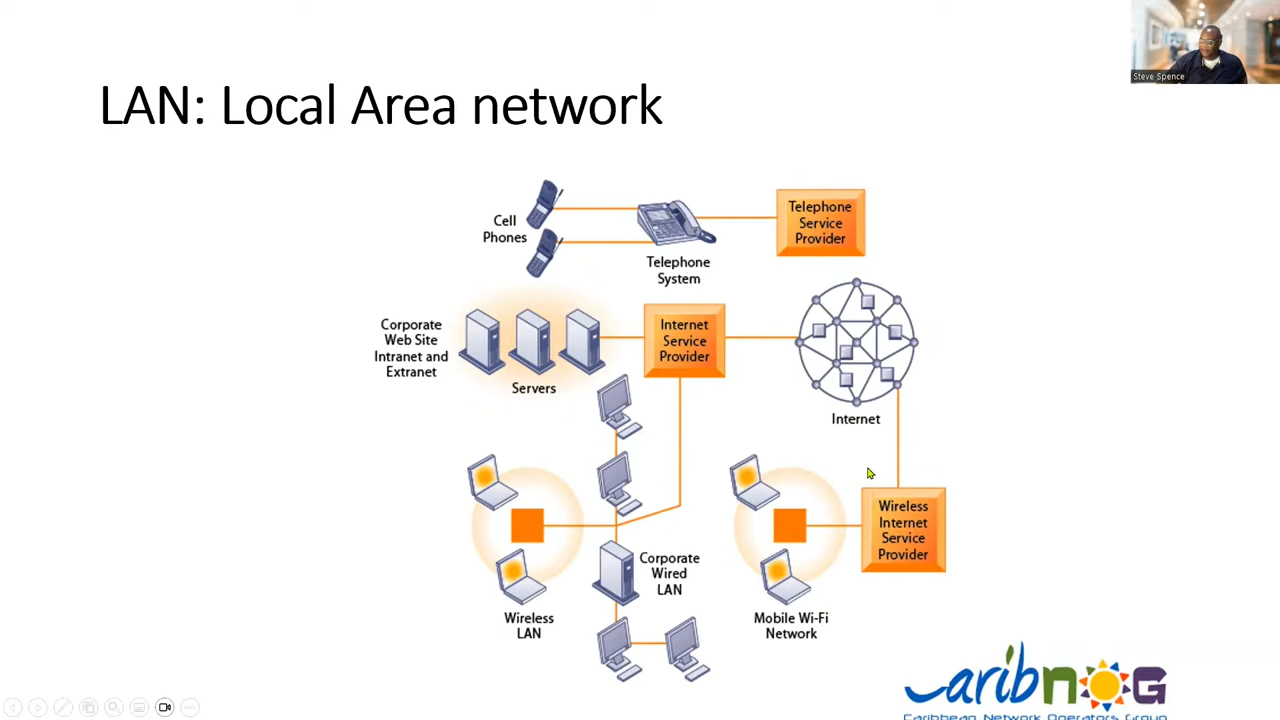 Steve Spence
LAN: Local Area network
Cell
Phones
Telephone
System
Telephone
Service
Provider
Corporate
Web Site
Intranet and
Extranet
Servers
Internet
Service
Provider
Internet
Wireless
LAN
Corporate
Wired
LAN
Mobile Wi-Fi
Network
Wireless
Internet
Service
Provider
CaribNOG
Caribbean Network Operators Group